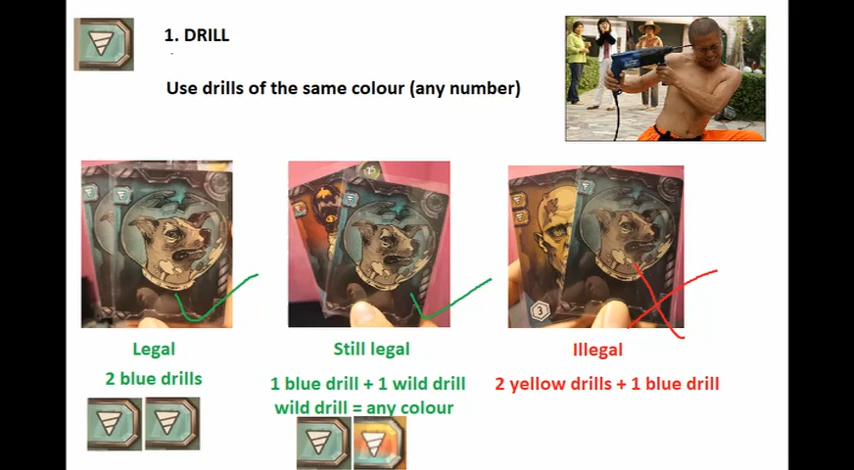 1. DRILL
Use drills of the same colour (any number)
3
Legal
2 blue drills
Still legal
1 blue drill + 1 wild drill
wild drill = any colour
Illegal
2 yellow drills + 1 blue drill